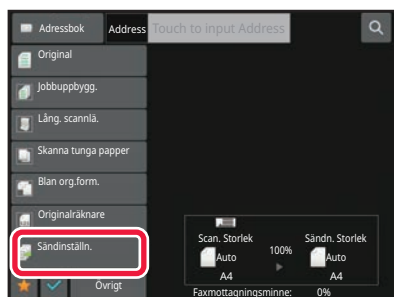 Adressbok
Address
Touch to input Address
Original
Jobbuppbygg.
Lång. scannlä.
Skanna tunga papper
Blan org.form.
Originalräknare
Sändinställn.
Övrigt
Scan. Storlek
100%
Sändn. Storlek
Auto
Auto
A4
A4
Faxmottagningsminne: 0%